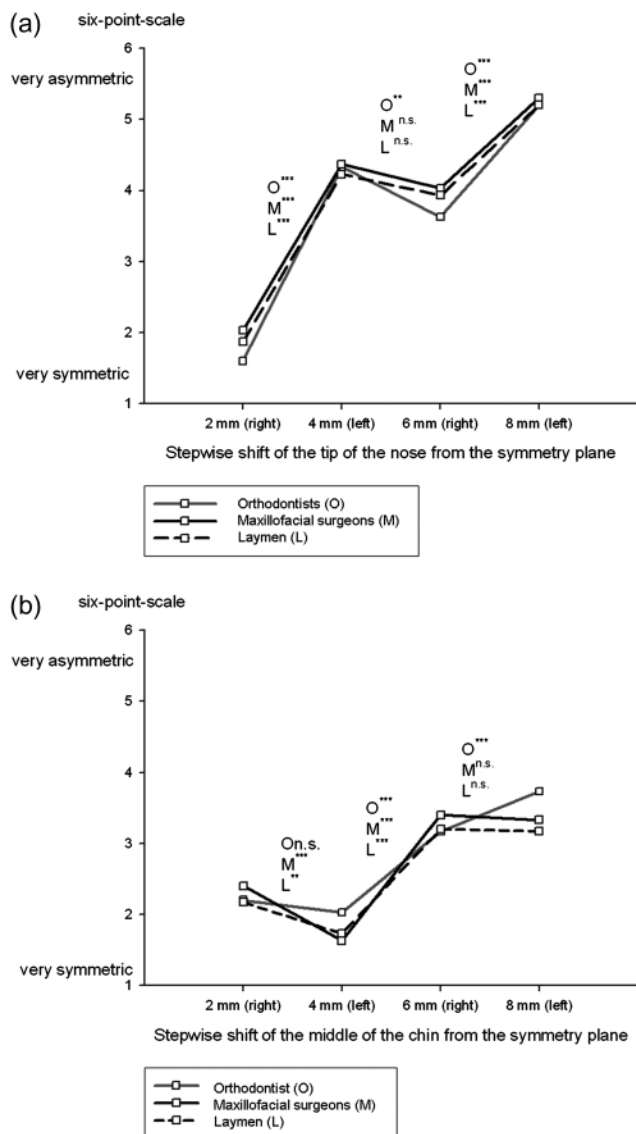 (a)
six-point-scale
6
very asymmetric
5
4
3
2
very symmetric
1
O***
M***
L***
O**
M n.s.
L n.s.
O***
M***
L***
2 mm (right) 4 mm (left) 6 mm (right) 8 mm (left)
Stepwise shift of the tip of the nose from the symmetry plane
Orthodontists (O)
Maxillofacial surgeons (M)
Laymen (L)
(b)
six-point-scale
6
very asymmetric
5
4
3
2
very symmetric
1
On.s.
M***
L**
O***
M***
L***
O***
M n.s.
L n.s.
2 mm (right) 4 mm (left) 6 mm (right) 8 mm (left)
Stepwise shift of the middle of the chin from the symmetry plane
Orthodontist (O)
Maxillofacial surgeons (M)
Laymen (L)